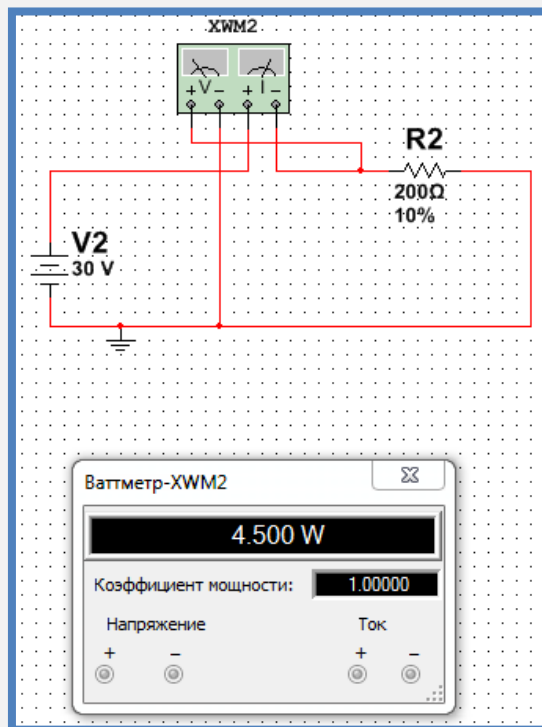 XWM2
+ V − + I −
R2
200Ω
10%
V2
30 V
Ваттметр-XWM2
4.500 W
Коэффициент мощности: 1.00000
Напряжение Ток
+ − + −